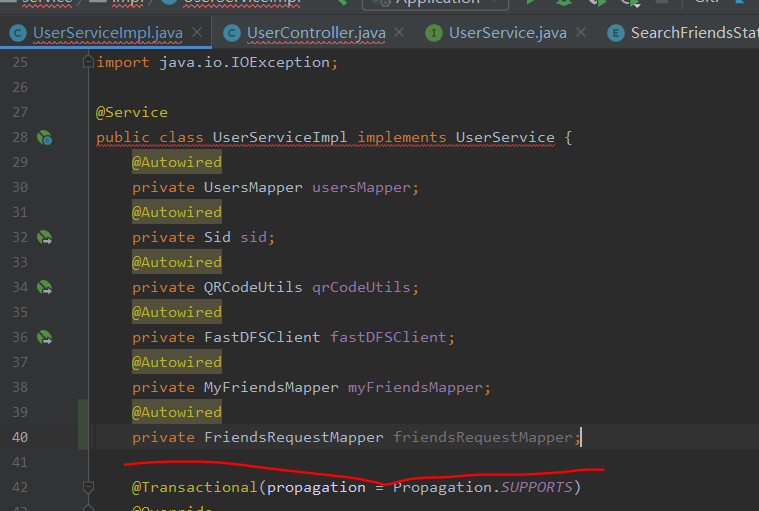 UserServiceImpl.java UserController.java UserService.java SearchFriendsStat
25 import java.io.IOException;
26
27 @Service
28 public class UserServiceImpl implements UserService {
29 @Autowired
30 private UsersMapper usersMapper;
31 @Autowired
32 private Sid sid;
33 @Autowired
34 private QRCodeUtils qrCodeUtils;
35 @Autowired
36 private FastDFSClient fastDFSClient;
37 @Autowired
38 private MyFriendsMapper myFriendsMapper;
39 @Autowired
40 private FriendsRequestMapper friendsRequestMapper;
41
42 @Transactional(propagation = Propagation.SUPPORTS)